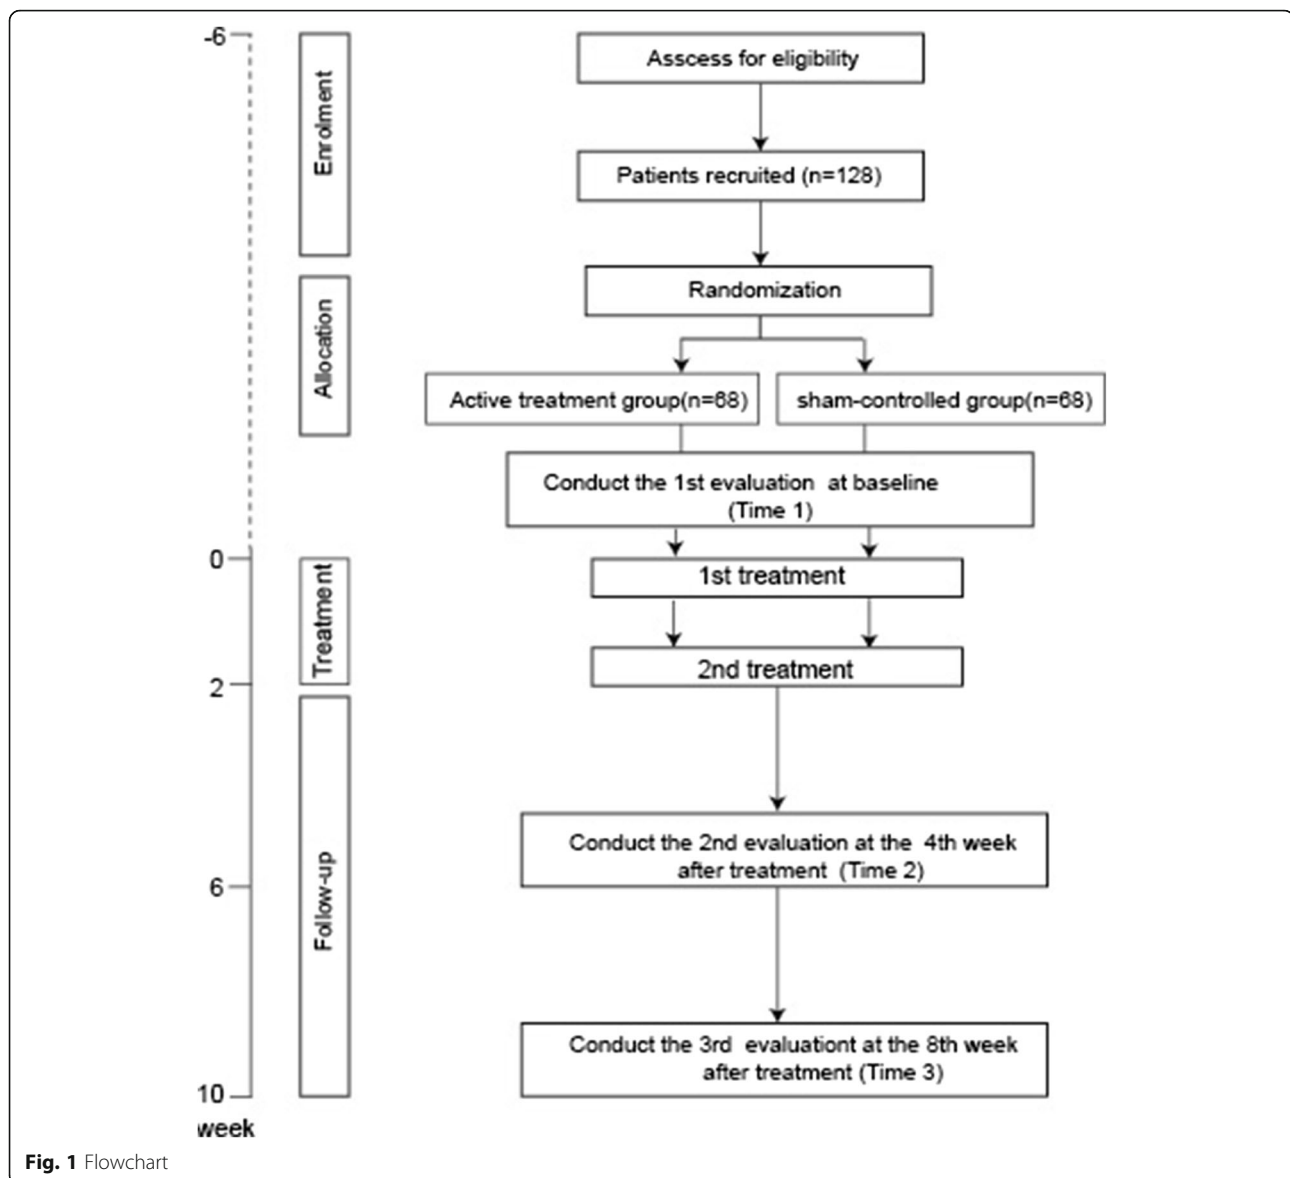 -6
Enrolment
Asscess for eligibility
Patients recruited (n=128)
Randomization
Allocation
Active treatment group(n=68)
sham-controlled group(n=68)
Conduct the 1st evaluation at baseline
(Time 1)
0
Treatment
1st treatment
2nd treatment
2
Follow-up
Conduct the 2nd evaluation at the 4th week
after treatment (Time 2)
6
Conduct the 3rd evaluationt at the 8th week
after treatment (Time 3)
10
week
Fig. 1 Flowchart